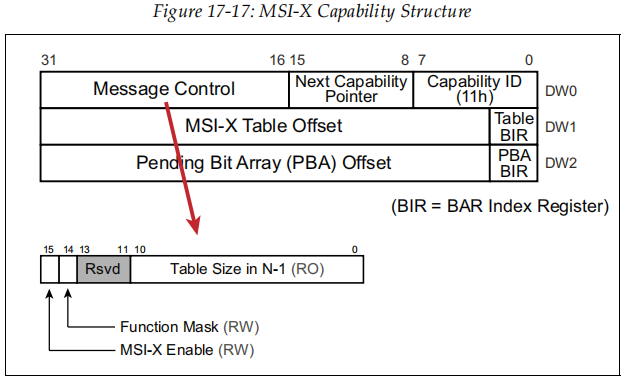 Figure 17-17: MSI-X Capability Structure
31 16 15 8 7 0
Message Control Next Capability Pointer Capability ID (11h) DW0
MSI-X Table Offset Table BIR DW1
Pending Bit Array (PBA) Offset PBA BIR DW2
(BIR = BAR Index Register)
15 14 13 11 10 0
Rsvd Table Size in N-1 (RO)
Function Mask (RW)
MSI-X Enable (RW)